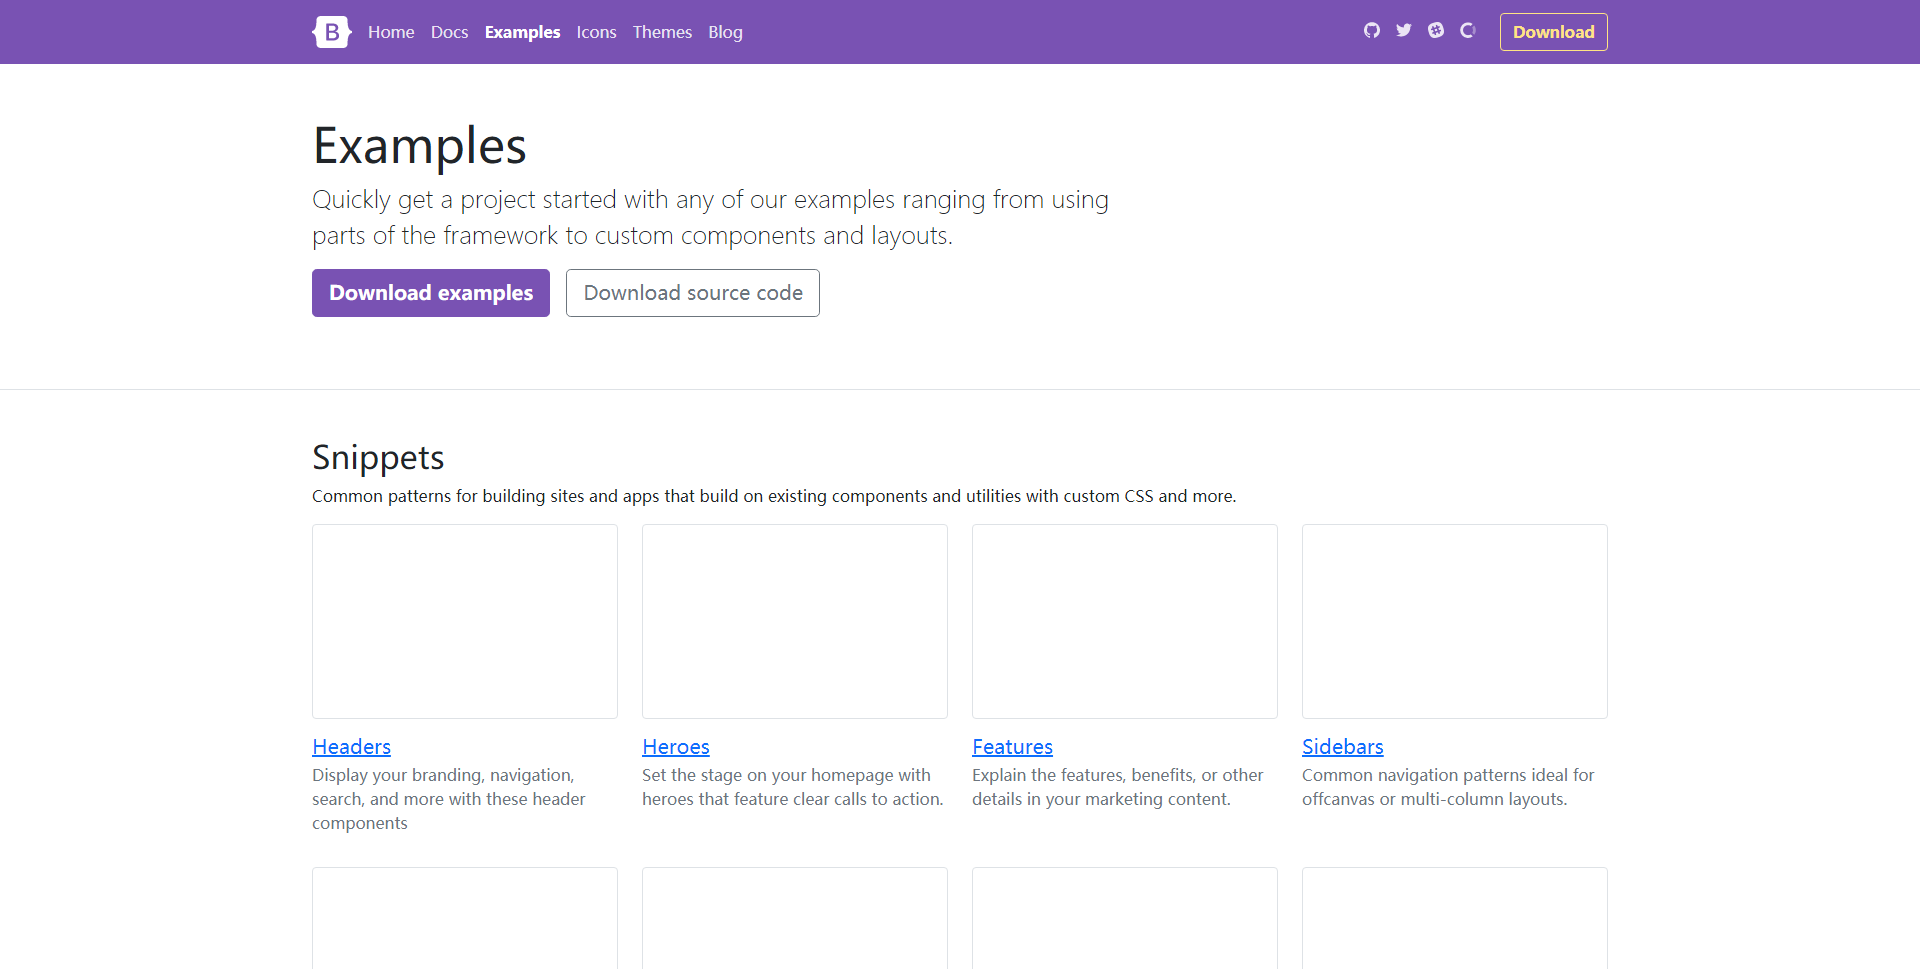 B Home Docs Examples Icons Themes Blog Download
Examples
Quickly get a project started with any of our examples ranging from using
parts of the framework to custom components and layouts.
Download examples Download source code
Snippets
Common patterns for building sites and apps that build on existing components and utilities with custom CSS and more.
Headers
Display your branding, navigation,
search, and more with these header
components
Heroes
Set the stage on your homepage with
heroes that feature clear calls to action.
Features
Explain the features, benefits, or other
details in your marketing content.
Sidebars
Common navigation patterns ideal for
offcanvas or multi-column layouts.